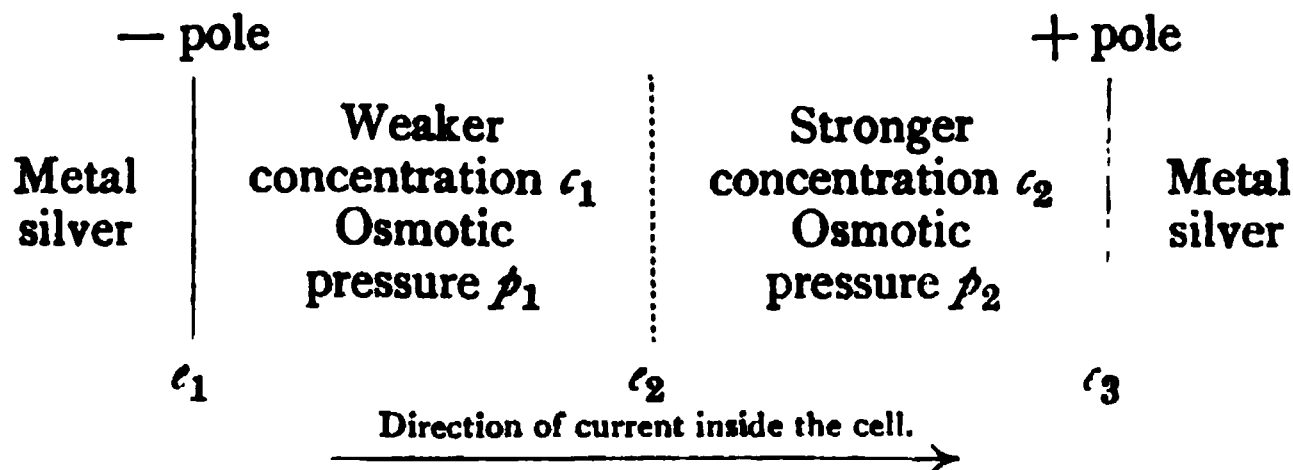 — pole + pole
Weaker Stronger
Metal concentration c₁ concentration c₂ Metal
silver Osmotic Osmotic silver
pressure p₁ pressure p₂
e₁ e₂ e₃
Direction of current inside the cell.